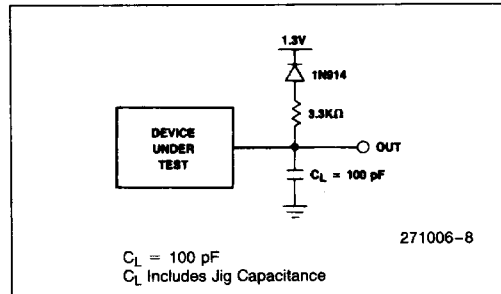 1.3V
1N914
3.3KΩ
DEVICE
UNDER
TEST
OUT
C_L = 100 pF
271006–8
C_L = 100 pF
C_L Includes Jig Capacitance